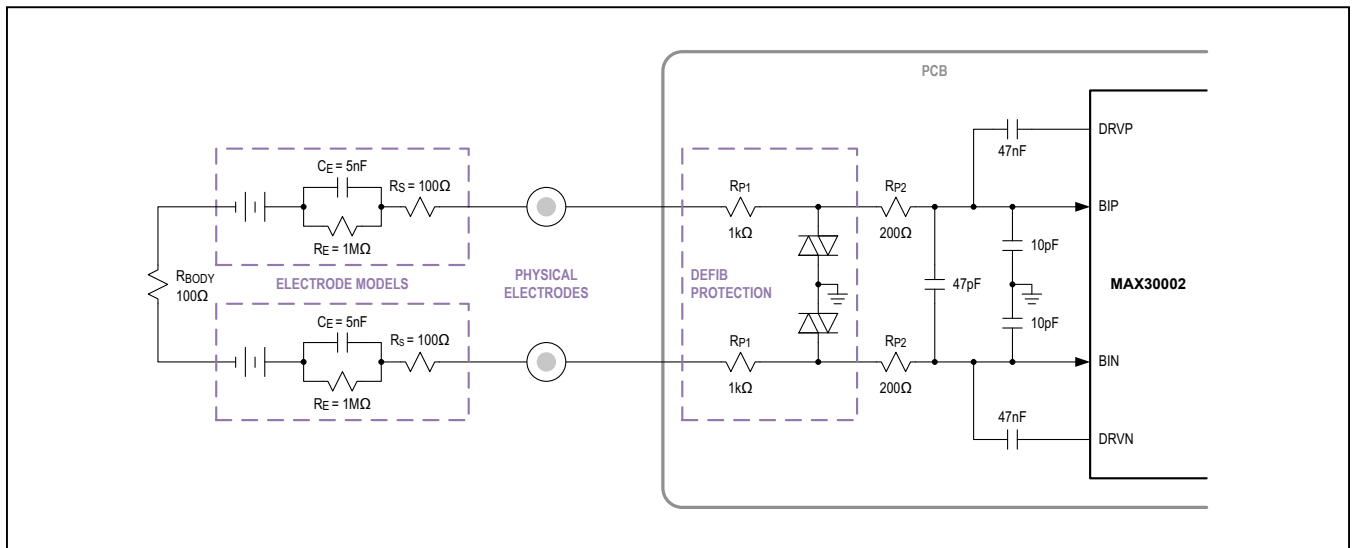 PCB
DRVP
47nF
CE = 5nF
RS = 100Ω
RP1
RP2
BIP
1kΩ
200Ω
RE = 1MΩ
10pF
RBODY
100Ω
ELECTRODE MODELS
PHYSICAL
ELECTRODES
DEFIB
PROTECTION
47pF
MAX30002
CE = 5nF
RS = 100Ω
10pF
RP1
RP2
BIN
1kΩ
200Ω
RE = 1MΩ
47nF
DRVN